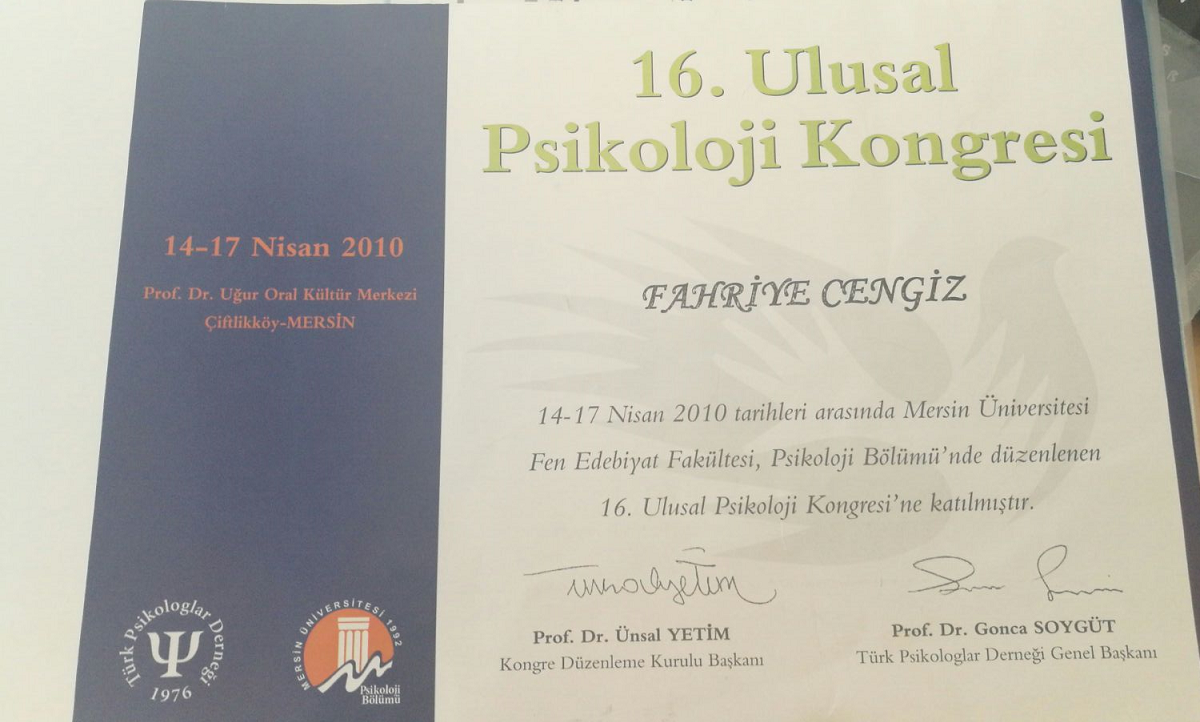 16. Ulusal
Psikoloji Kongresi
14-17 Nisan 2010
Prof. Dr. Uğur Oral Kültür Merkezi
Çiftlikköy-MERSİN
FAHRİYE CENGİZ
14-17 Nisan 2010 tarihleri arasında Mersin Üniversitesi
Fen Edebiyat Fakültesi, Psikoloji Bölümü'nde düzenlenen
16. Ulusal Psikoloji Kongresi'ne katılmıştır.
Prof. Dr. Ünsal YETİM
Kongre Düzenleme Kurulu Başkanı
Prof. Dr. Gonca SOYGÜT
Türk Psikologlar Derneği Genel Başkanı
Türk Psikologlar Derneği
1976
MERSİN ÜNİVERSİTESİ 1992
Psikoloji
Bölümü